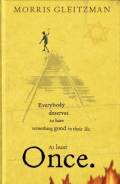 MORRIS GLEITZMAN
Everybody
deserves
to have
something good in their life.
At least
Once.